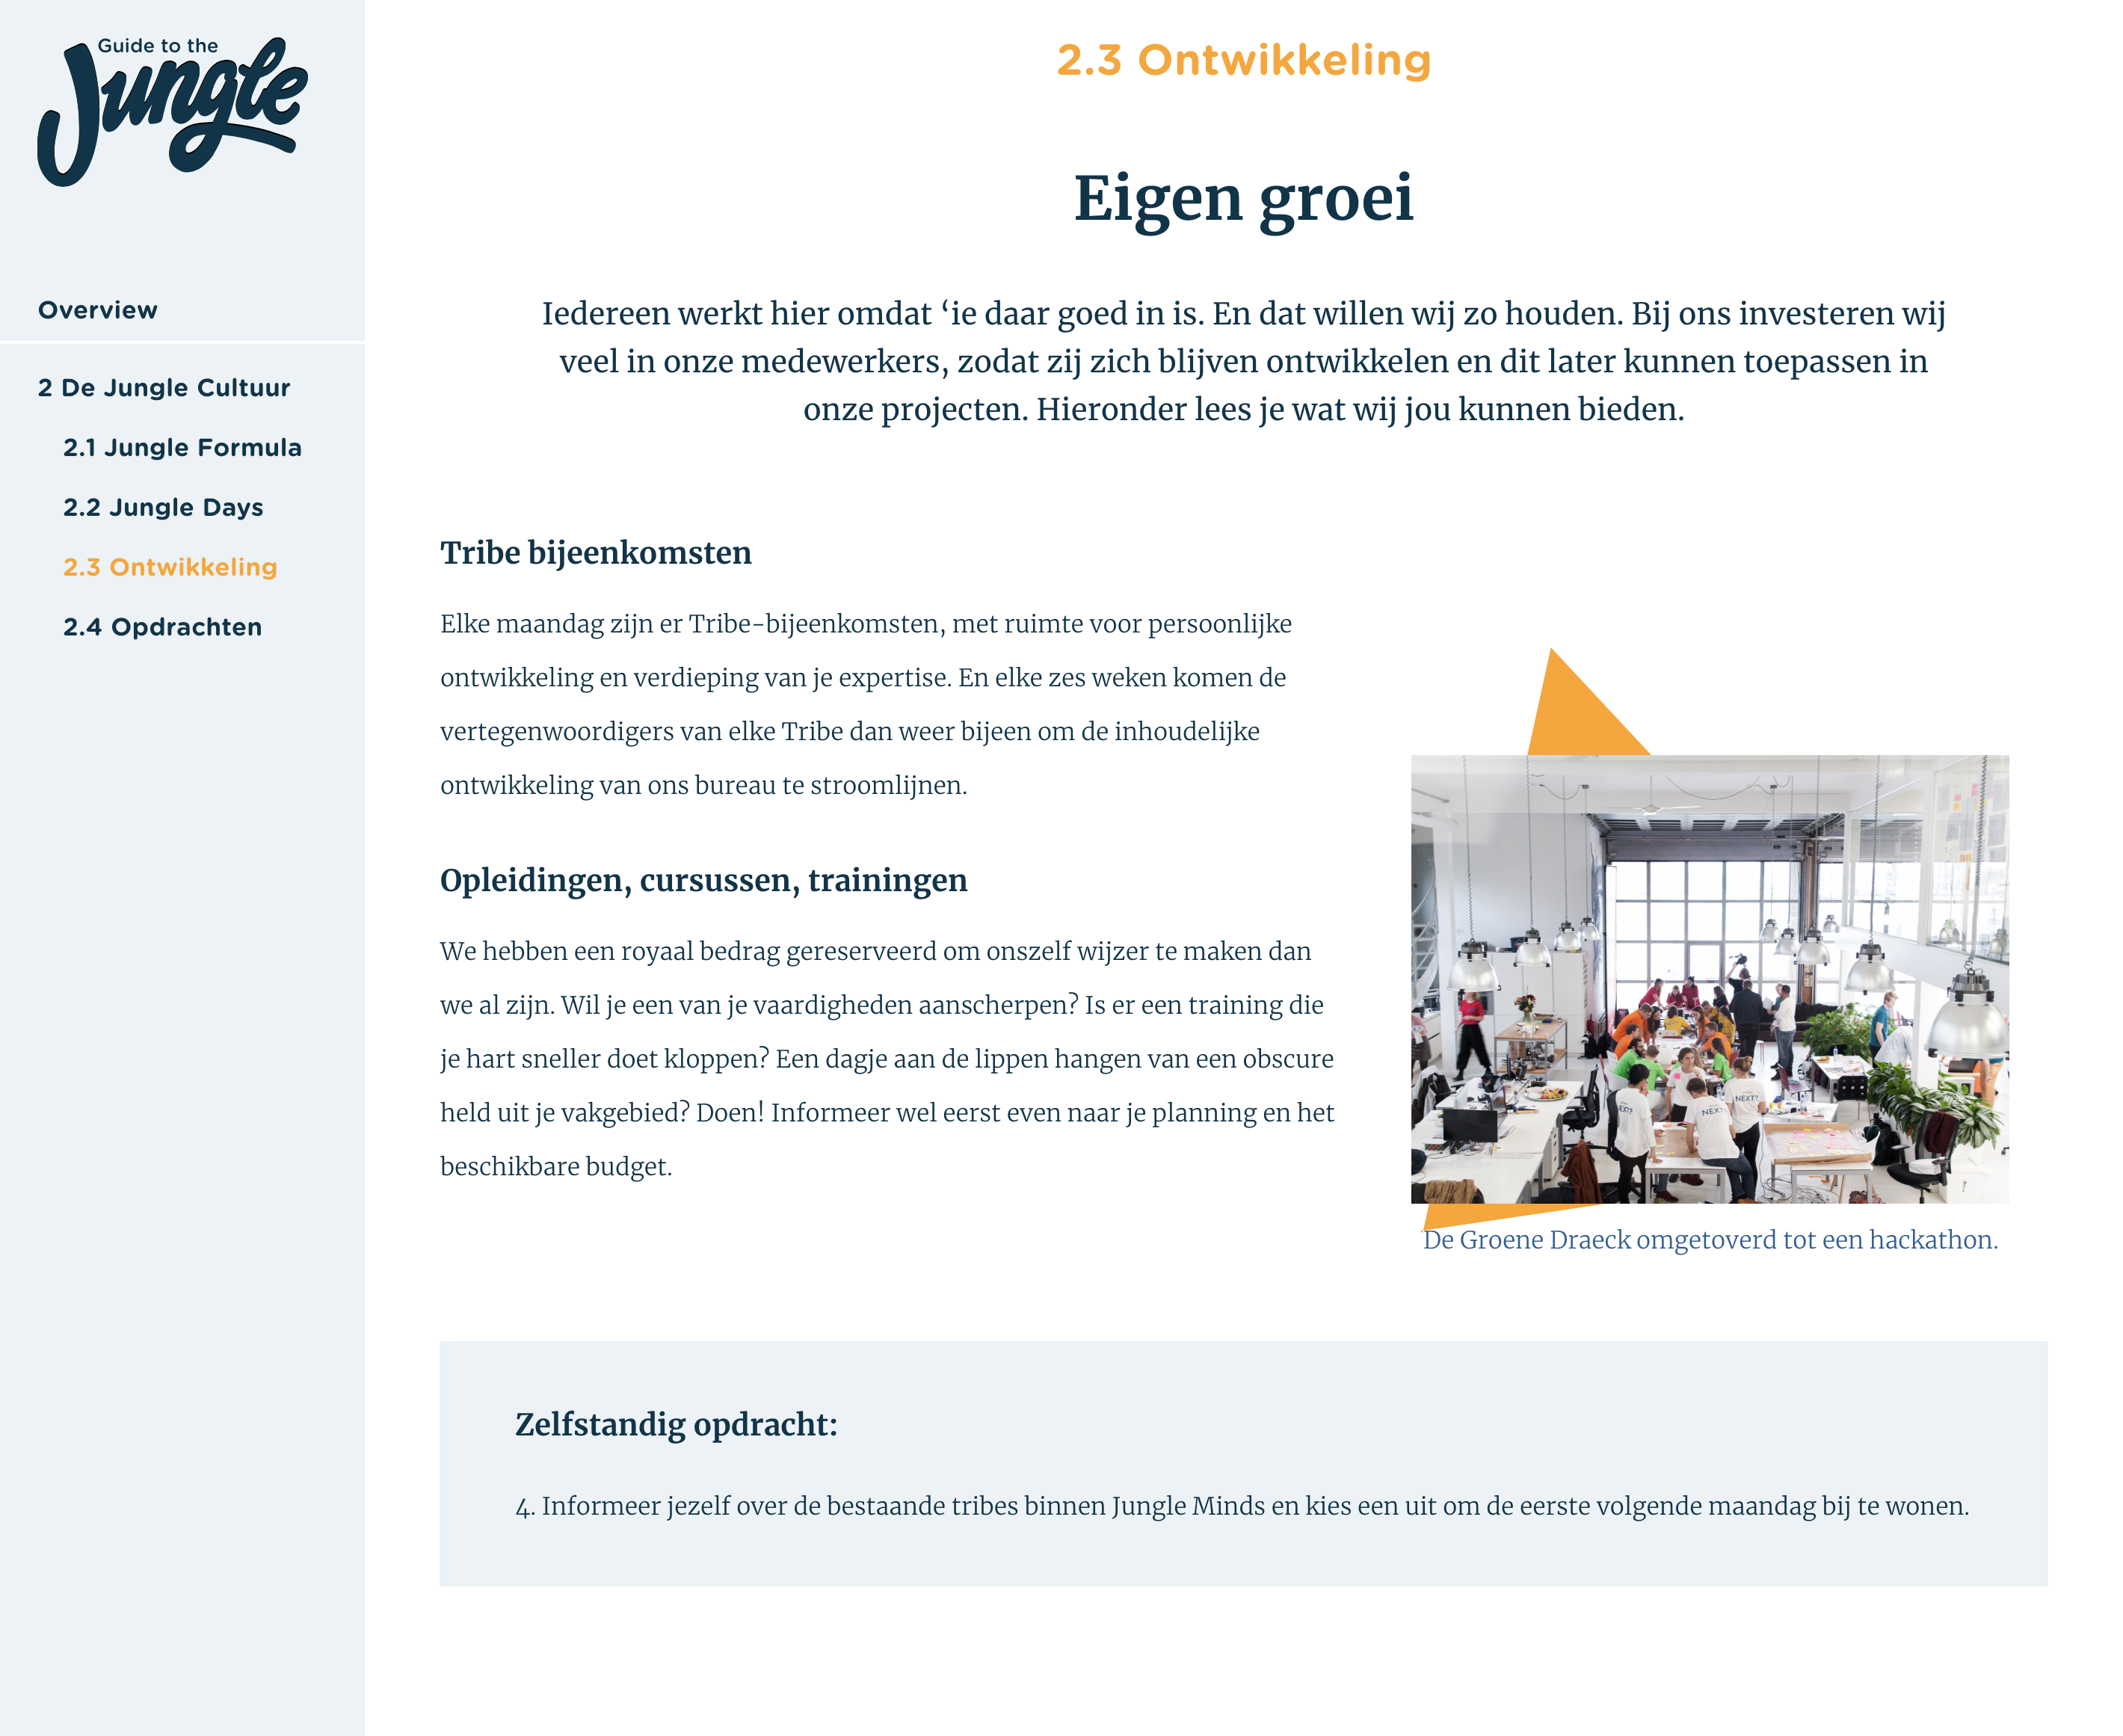 Guide to the
Jungle
Overview
2 De Jungle Cultuur
2.1 Jungle Formula
2.2 Jungle Days
2.3 Ontwikkeling
2.4 Opdrachten
2.3 Ontwikkeling
Eigen groei
Iedereen werkt hier omdat ‘ie daar goed in is. En dat willen wij zo houden. Bij ons investeren wij
veel in onze medewerkers, zodat zij zich blijven ontwikkelen en dit later kunnen toepassen in
onze projecten. Hieronder lees je wat wij jou kunnen bieden.
Tribe bijeenkomsten
Elke maandag zijn er Tribe-bijeenkomsten, met ruimte voor persoonlijke
ontwikkeling en verdieping van je expertise. En elke zes weken komen de
vertegenwoordigers van elke Tribe dan weer bijeen om de inhoudelijke
ontwikkeling van ons bureau te stroomlijnen.
Opleidingen, cursussen, trainingen
We hebben een royaal bedrag gereserveerd om onszelf wijzer te maken dan
we al zijn. Wil je een van je vaardigheden aanscherpen? Is er een training die
je hart sneller doet kloppen? Een dagje aan de lippen hangen van een obscure
held uit je vakgebied? Doen! Informeer wel eerst even naar je planning en het
beschikbare budget.
NEXT?
NEXT?
De Groene Draeck omgetoverd tot een hackathon.
Zelfstandig opdracht:
4. Informeer jezelf over de bestaande tribes binnen Jungle Minds en kies een uit om de eerste volgende maandag bij te wonen.